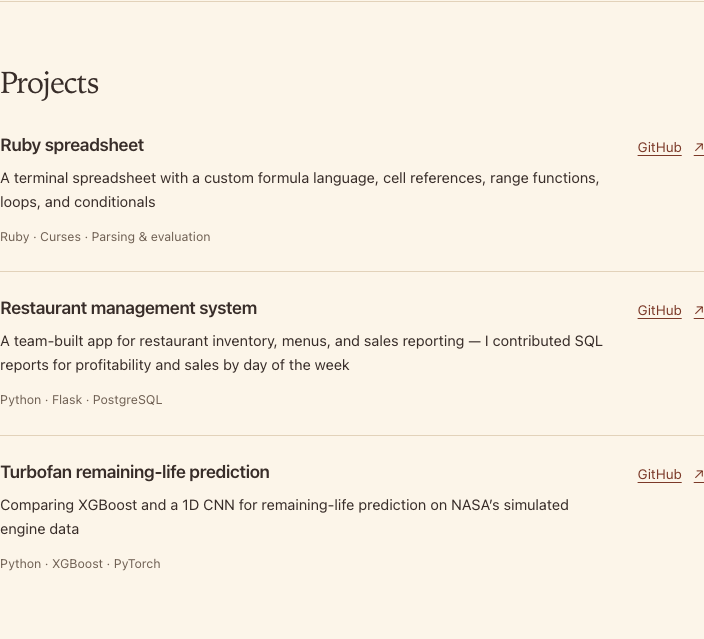 Projects
Ruby spreadsheet
GitHub ↗
A terminal spreadsheet with a custom formula language, cell references, range functions,
loops, and conditionals
Ruby · Curses · Parsing & evaluation
Restaurant management system
GitHub ↗
A team-built app for restaurant inventory, menus, and sales reporting — I contributed SQL
reports for profitability and sales by day of the week
Python · Flask · PostgreSQL
Turbofan remaining-life prediction
GitHub ↗
Comparing XGBoost and a 1D CNN for remaining-life prediction on NASA’s simulated
engine data
Python · XGBoost · PyTorch